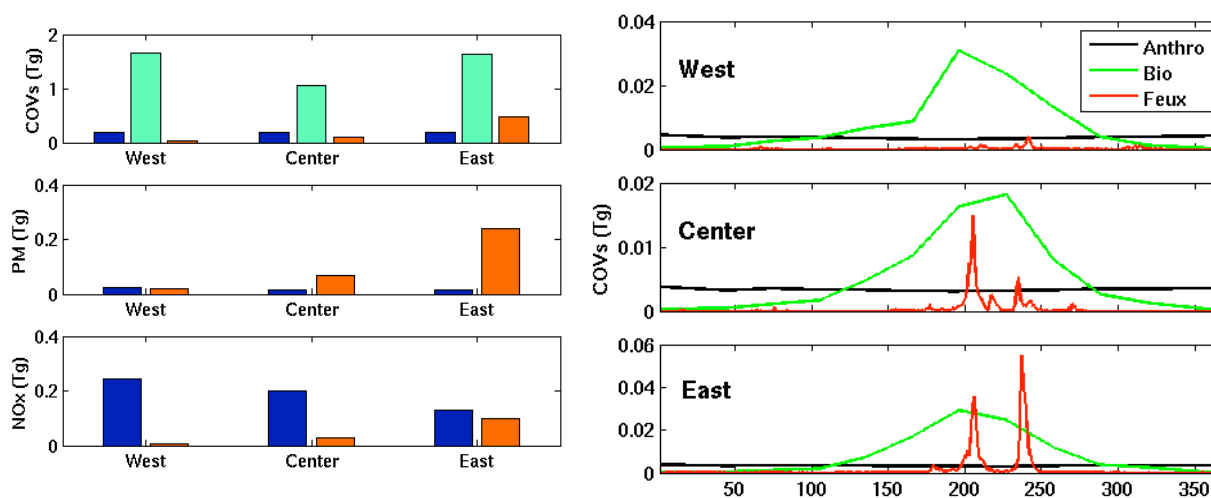 2
1
0
COVs (Tg)
West Center East
0.4
0.2
0
PM (Tg)
West Center East
0.4
0.2
0
NOx (Tg)
West Center East
0.04
0.02
0
West
Anthro
Bio
Feux
0.02
0.01
0
COVs (Tg)
Center
0.06
0.04
0.02
0
East
50 100 150 200 250 300 350